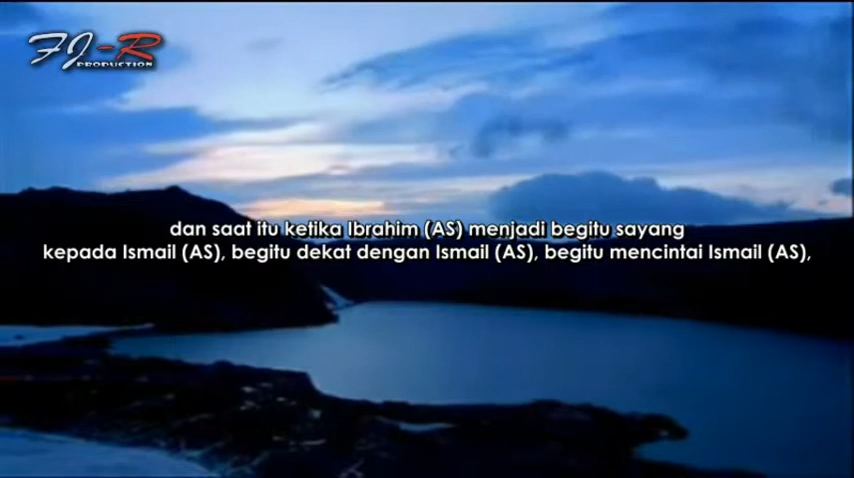 FJ-R
PRODUCTION
dan saat itu ketika Ibrahim (AS) menjadi begitu sayang
kepada Ismail (AS), begitu dekat dengan Ismail (AS), begitu mencintai Ismail (AS),